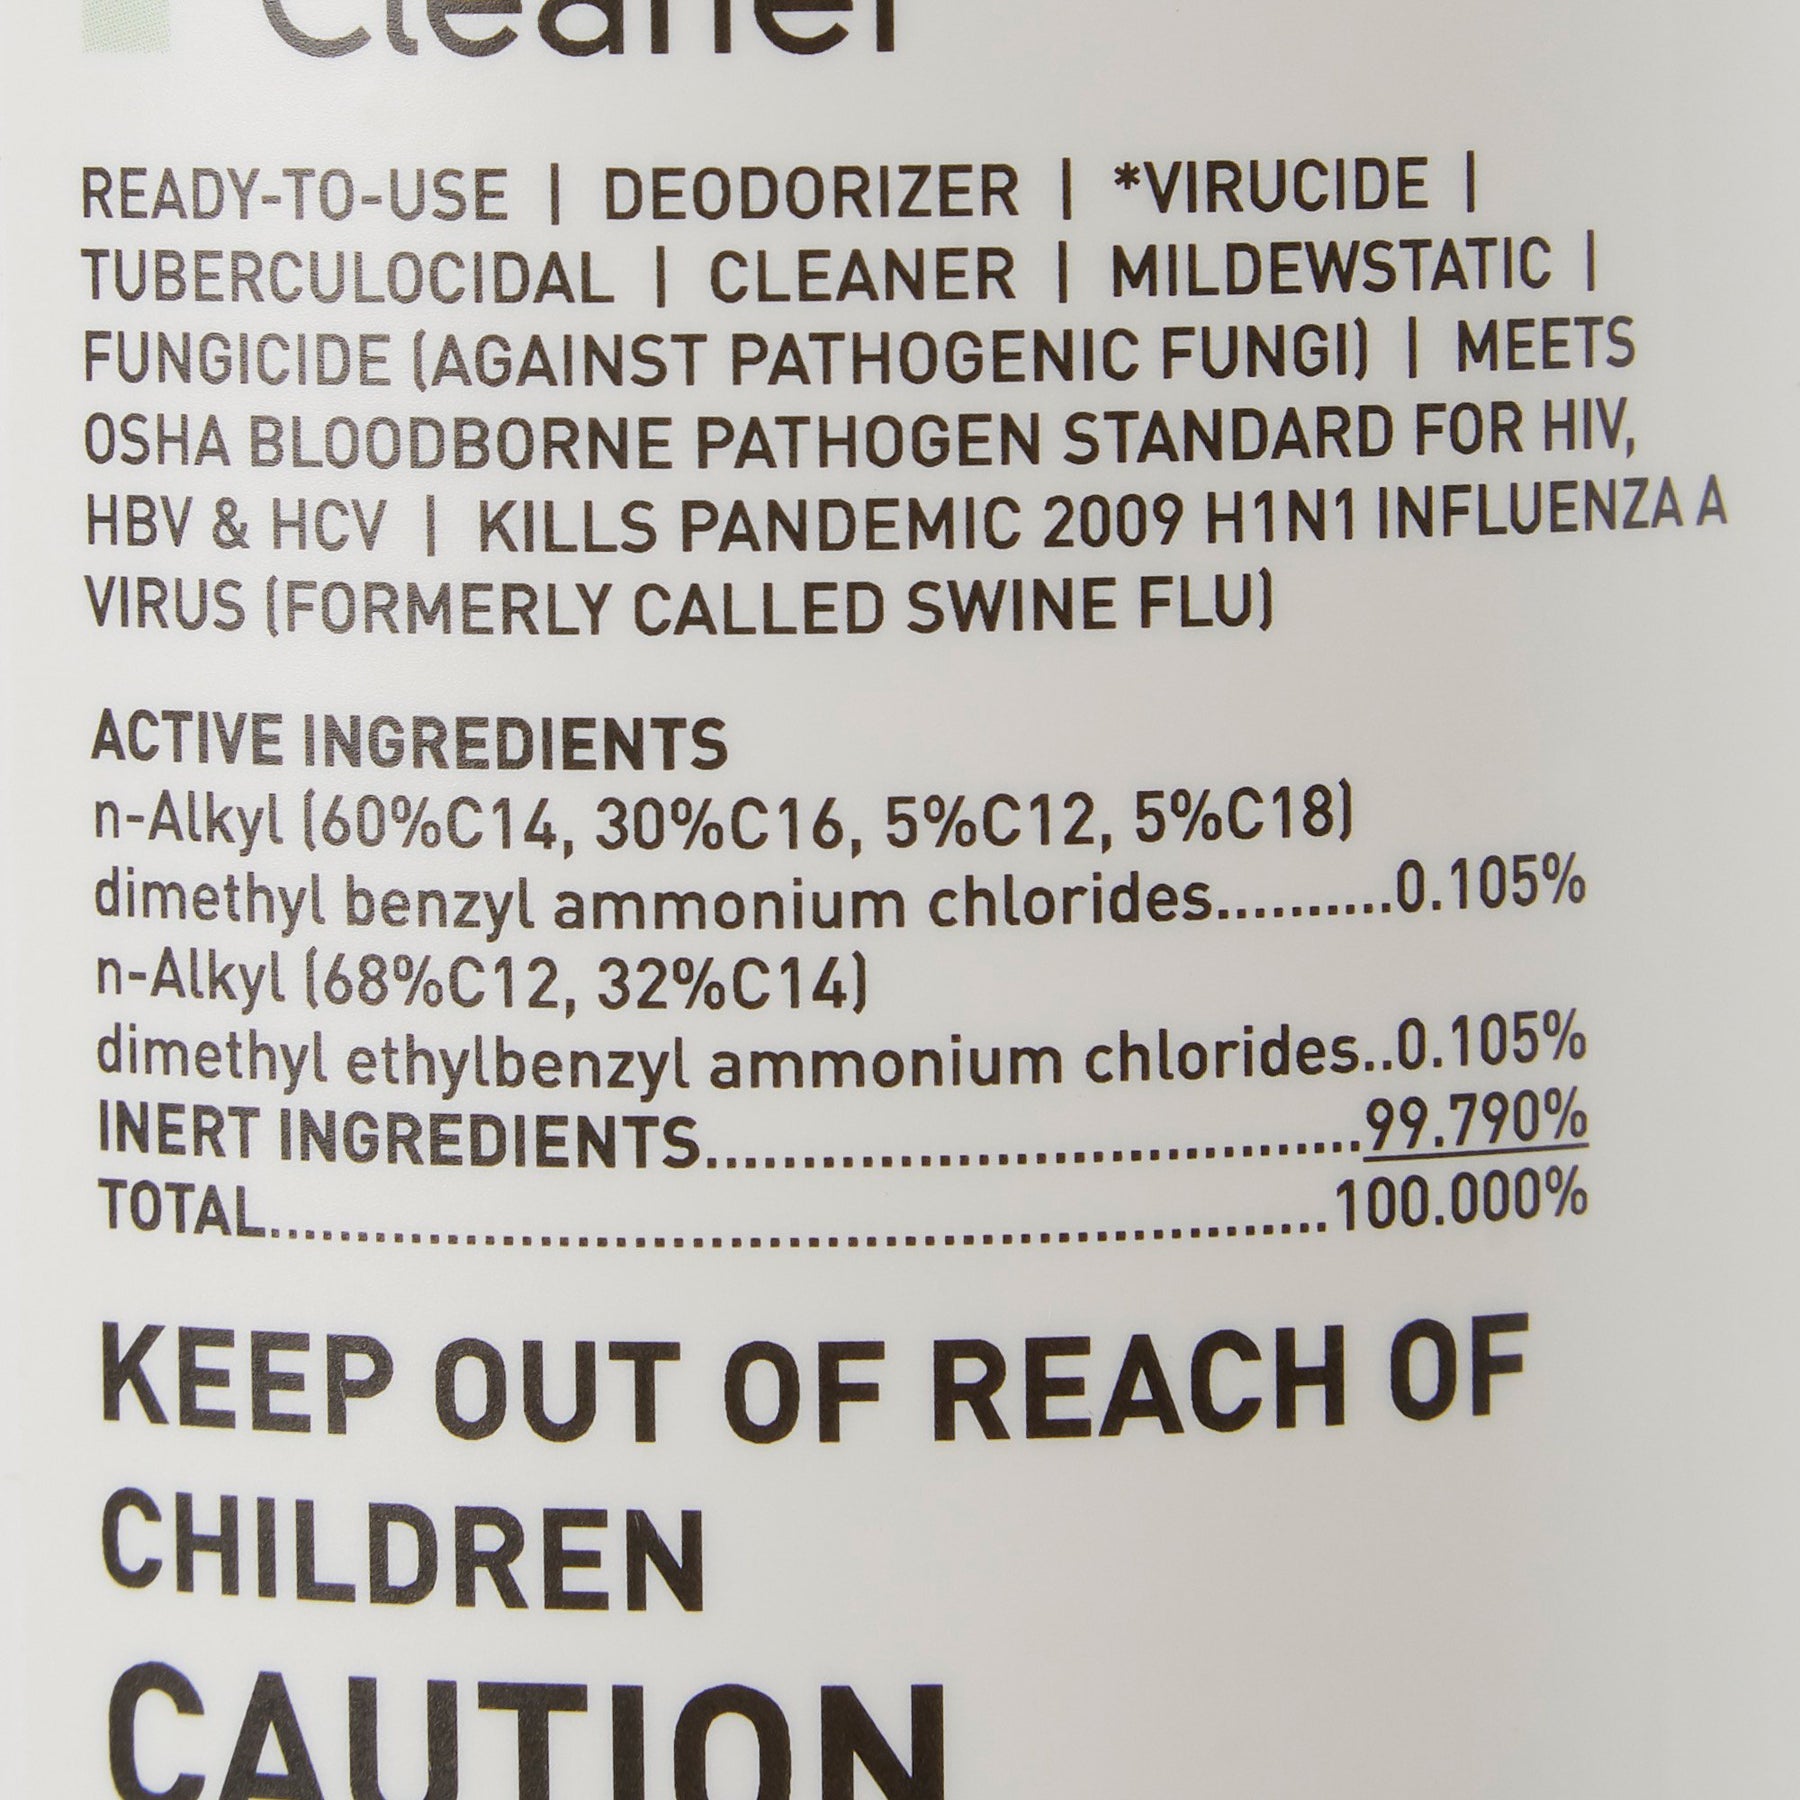 Cleaner
READY-TO-USE | DEODORIZER | *VIRUCIDE |
TUBERCULOCIDAL | CLEANER | MILDEWSTATIC |
FUNGICIDE (AGAINST PATHOGENIC FUNGI) | MEETS
OSHA BLOODBORNE PATHOGEN STANDARD FOR HIV,
HBV & HCV | KILLS PANDEMIC 2009 H1N1 INFLUENZA A
VIRUS (FORMERLY CALLED SWINE FLU)
ACTIVE INGREDIENTS
n-Alkyl (60%C14, 30%C16, 5%C12, 5%C18)
dimethyl benzyl ammonium chlorides..........0.105%
n-Alkyl (68%C12, 32%C14)
dimethyl ethylbenzyl ammonium chlorides..0.105%
INERT INGREDIENTS.....................................99.790%
TOTAL............................................................100.000%
KEEP OUT OF REACH OF
CHILDREN
CAUTION